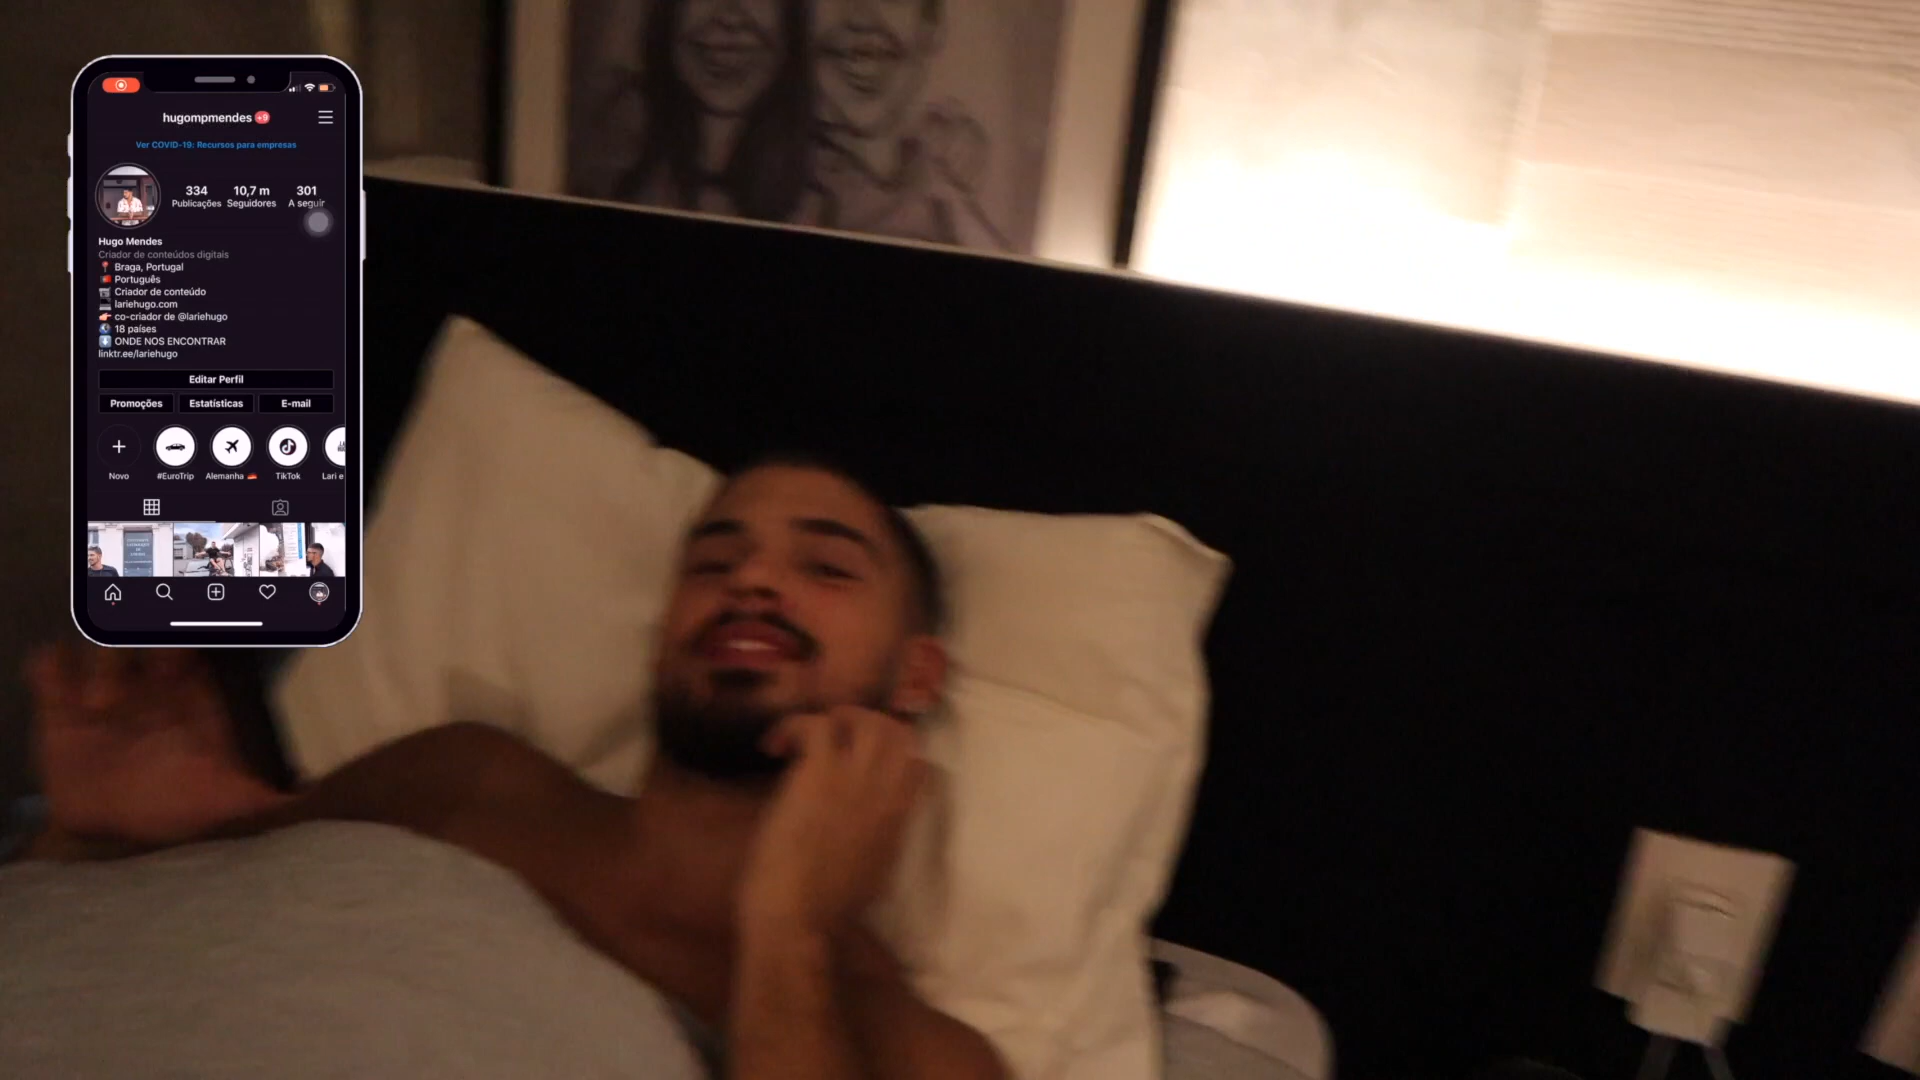 hugompmendes +9
Ver COVID-19: Recursos para empresas
334 10,7 m 301
Publicações Seguidores A seguir
Hugo Mendes
Criador de conteúdos digitais
Braga, Portugal
Português
Criador de conteúdo
lariehugo.com
co-criador de @lariehugo
18 países
ONDE NOS ENCONTRAR
linktr.ee/lariehugo
Editar Perfil
Promoções Estatísticas E-mail
Novo #EuroTrip Alemanha TikTok Lari e